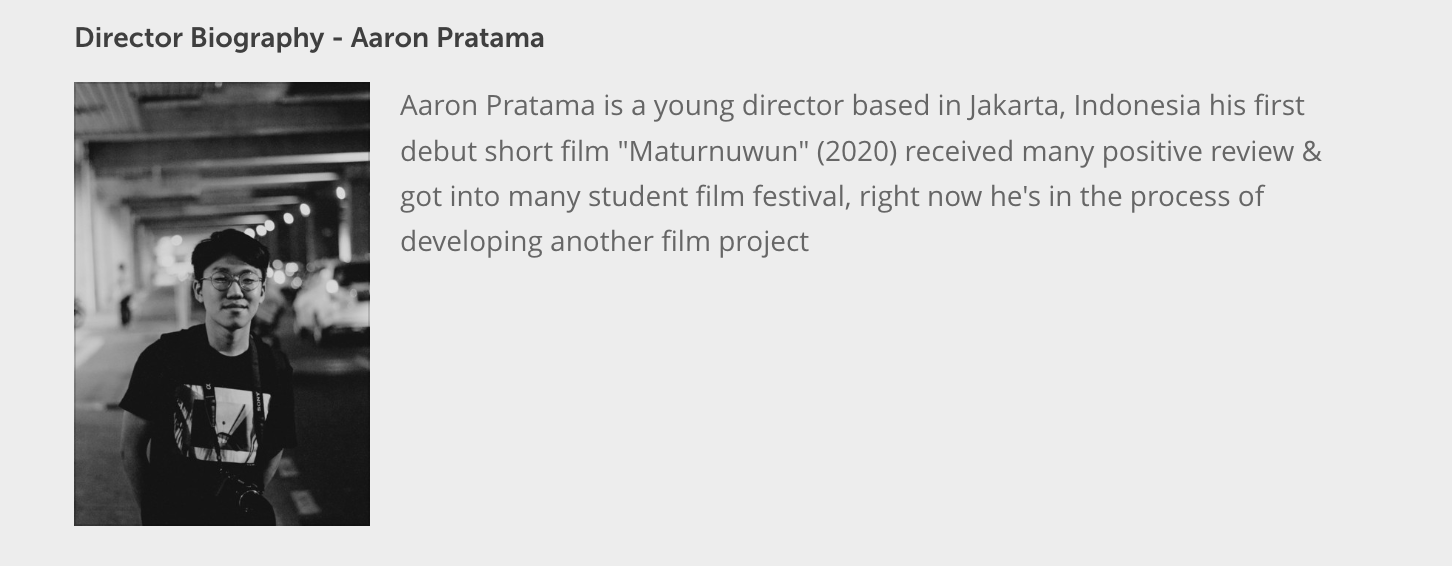 Director Biography - Aaron Pratama
Aaron Pratama is a young director based in Jakarta, Indonesia his first
debut short film "Maturnuwun" (2020) received many positive review &
got into many student film festival, right now he's in the process of
developing another film project